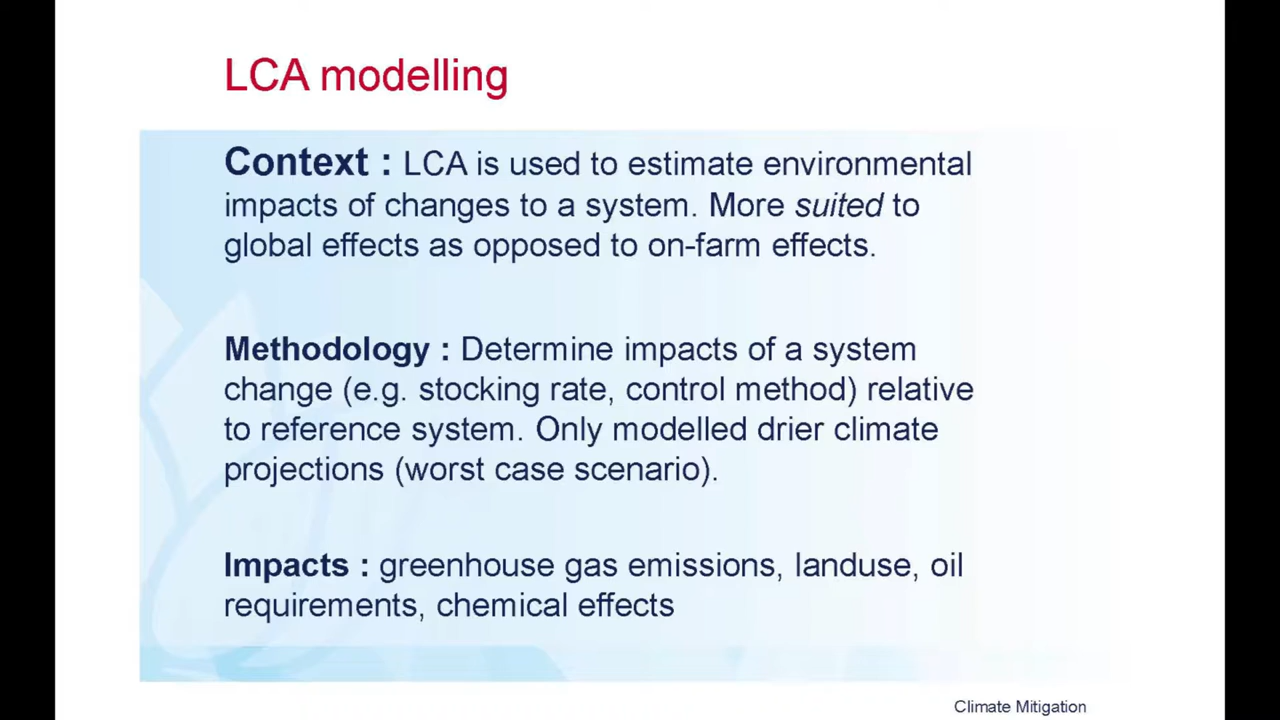 LCA modelling
Context : LCA is used to estimate environmental
impacts of changes to a system. More suited to
global effects as opposed to on-farm effects.
Methodology : Determine impacts of a system
change (e.g. stocking rate, control method) relative
to reference system. Only modelled drier climate
projections (worst case scenario).
Impacts : greenhouse gas emissions, landuse, oil
requirements, chemical effects
Climate Mitigation